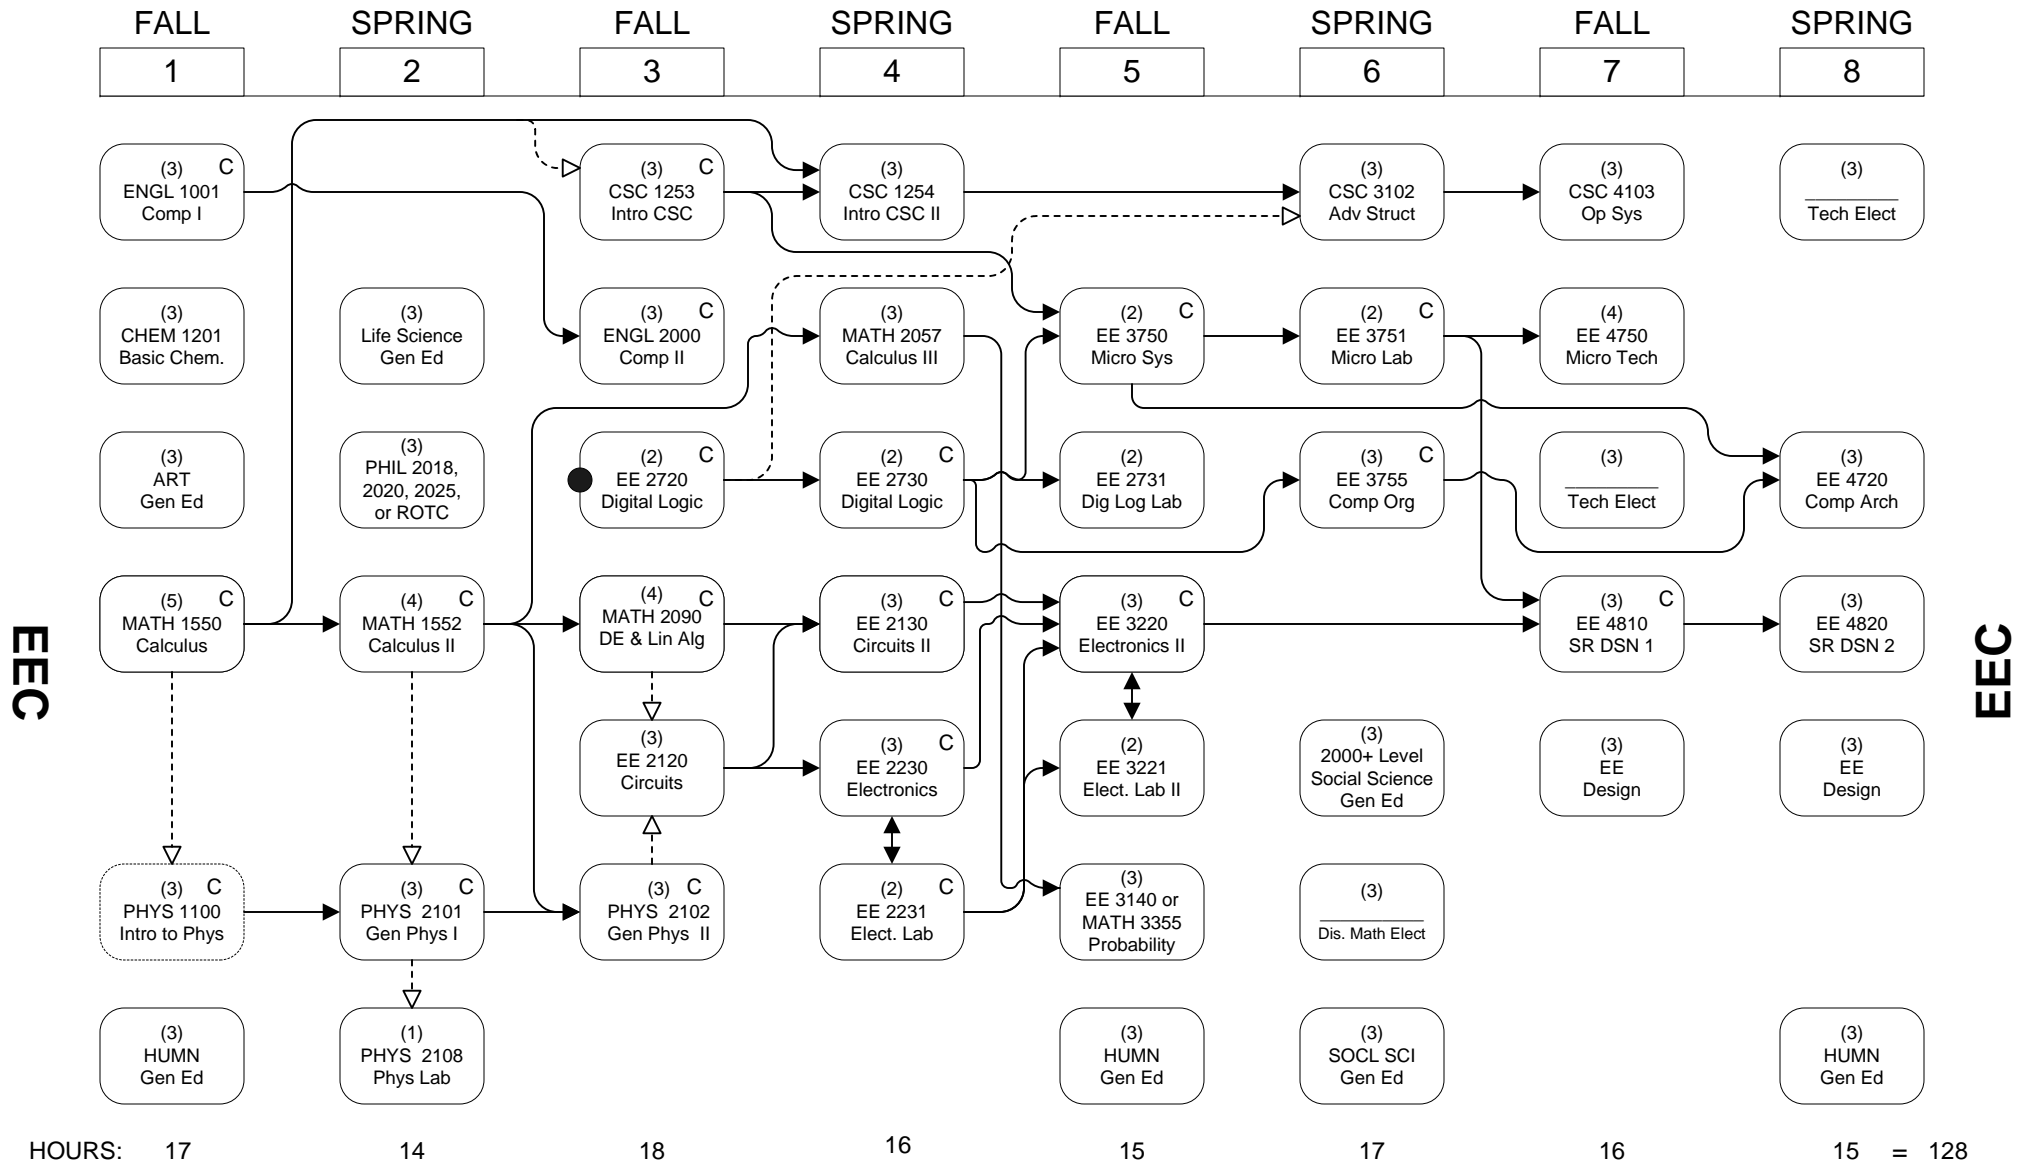 FALL SPRING FALL SPRING FALL SPRING FALL SPRING
1 2 3 4 5 6 7 8
(3) C
ENGL 1001
Comp I
(3) C
CSC 1253
Intro CSC
(3)
CSC 1254
Intro CSC II
(3)
CSC 3102
Adv Struct
(3)
CSC 4103
Op Sys
(3)
__________
Tech Elect
(3)
CHEM 1201
Basic Chem.
(3)
Life Science
Gen Ed
(3) C
ENGL 2000
Comp II
(3)
MATH 2057
Calculus III
(2) C
EE 3750
Micro Sys
(2) C
EE 3751
Micro Lab
(4)
EE 4750
Micro Tech
(3)
ART
Gen Ed
(3)
PHIL 2018,
2020, 2025,
or ROTC
(2) C
EE 2720
Digital Logic
(2) C
EE 2730
Digital Logic
(2)
EE 2731
Dig Log Lab
(3) C
EE 3755
Comp Org
(3)
__________
Tech Elect
(3)
EE 4720
Comp Arch
(5) C
MATH 1550
Calculus
(4) C
MATH 1552
Calculus II
(4) C
MATH 2090
DE & Lin Alg
(3) C
EE 2130
Circuits II
(3) C
EE 3220
Electronics II
(3) C
EE 4810
SR DSN 1
(3)
EE 4820
SR DSN 2
EEC
EEC
(3)
EE 2120
Circuits
(3) C
EE 2230
Electronics
(2)
EE 3221
Elect. Lab II
(3)
2000+ Level
Social Science
Gen Ed
(3)
EE
Design
(3)
EE
Design
(3) C
PHYS 1100
Intro to Phys
(3) C
PHYS 2101
Gen Phys I
(3) C
PHYS 2102
Gen Phys II
(2) C
EE 2231
Elect. Lab
(3)
EE 3140 or
MATH 3355
Probability
(3)
____________
Dis. Math Elect
(3)
HUMN
Gen Ed
(1)
PHYS 2108
Phys Lab
(3)
HUMN
Gen Ed
(3)
SOCL SCI
Gen Ed
(3)
HUMN
Gen Ed
HOURS: 17 14 18 16 15 17 16 15 = 128